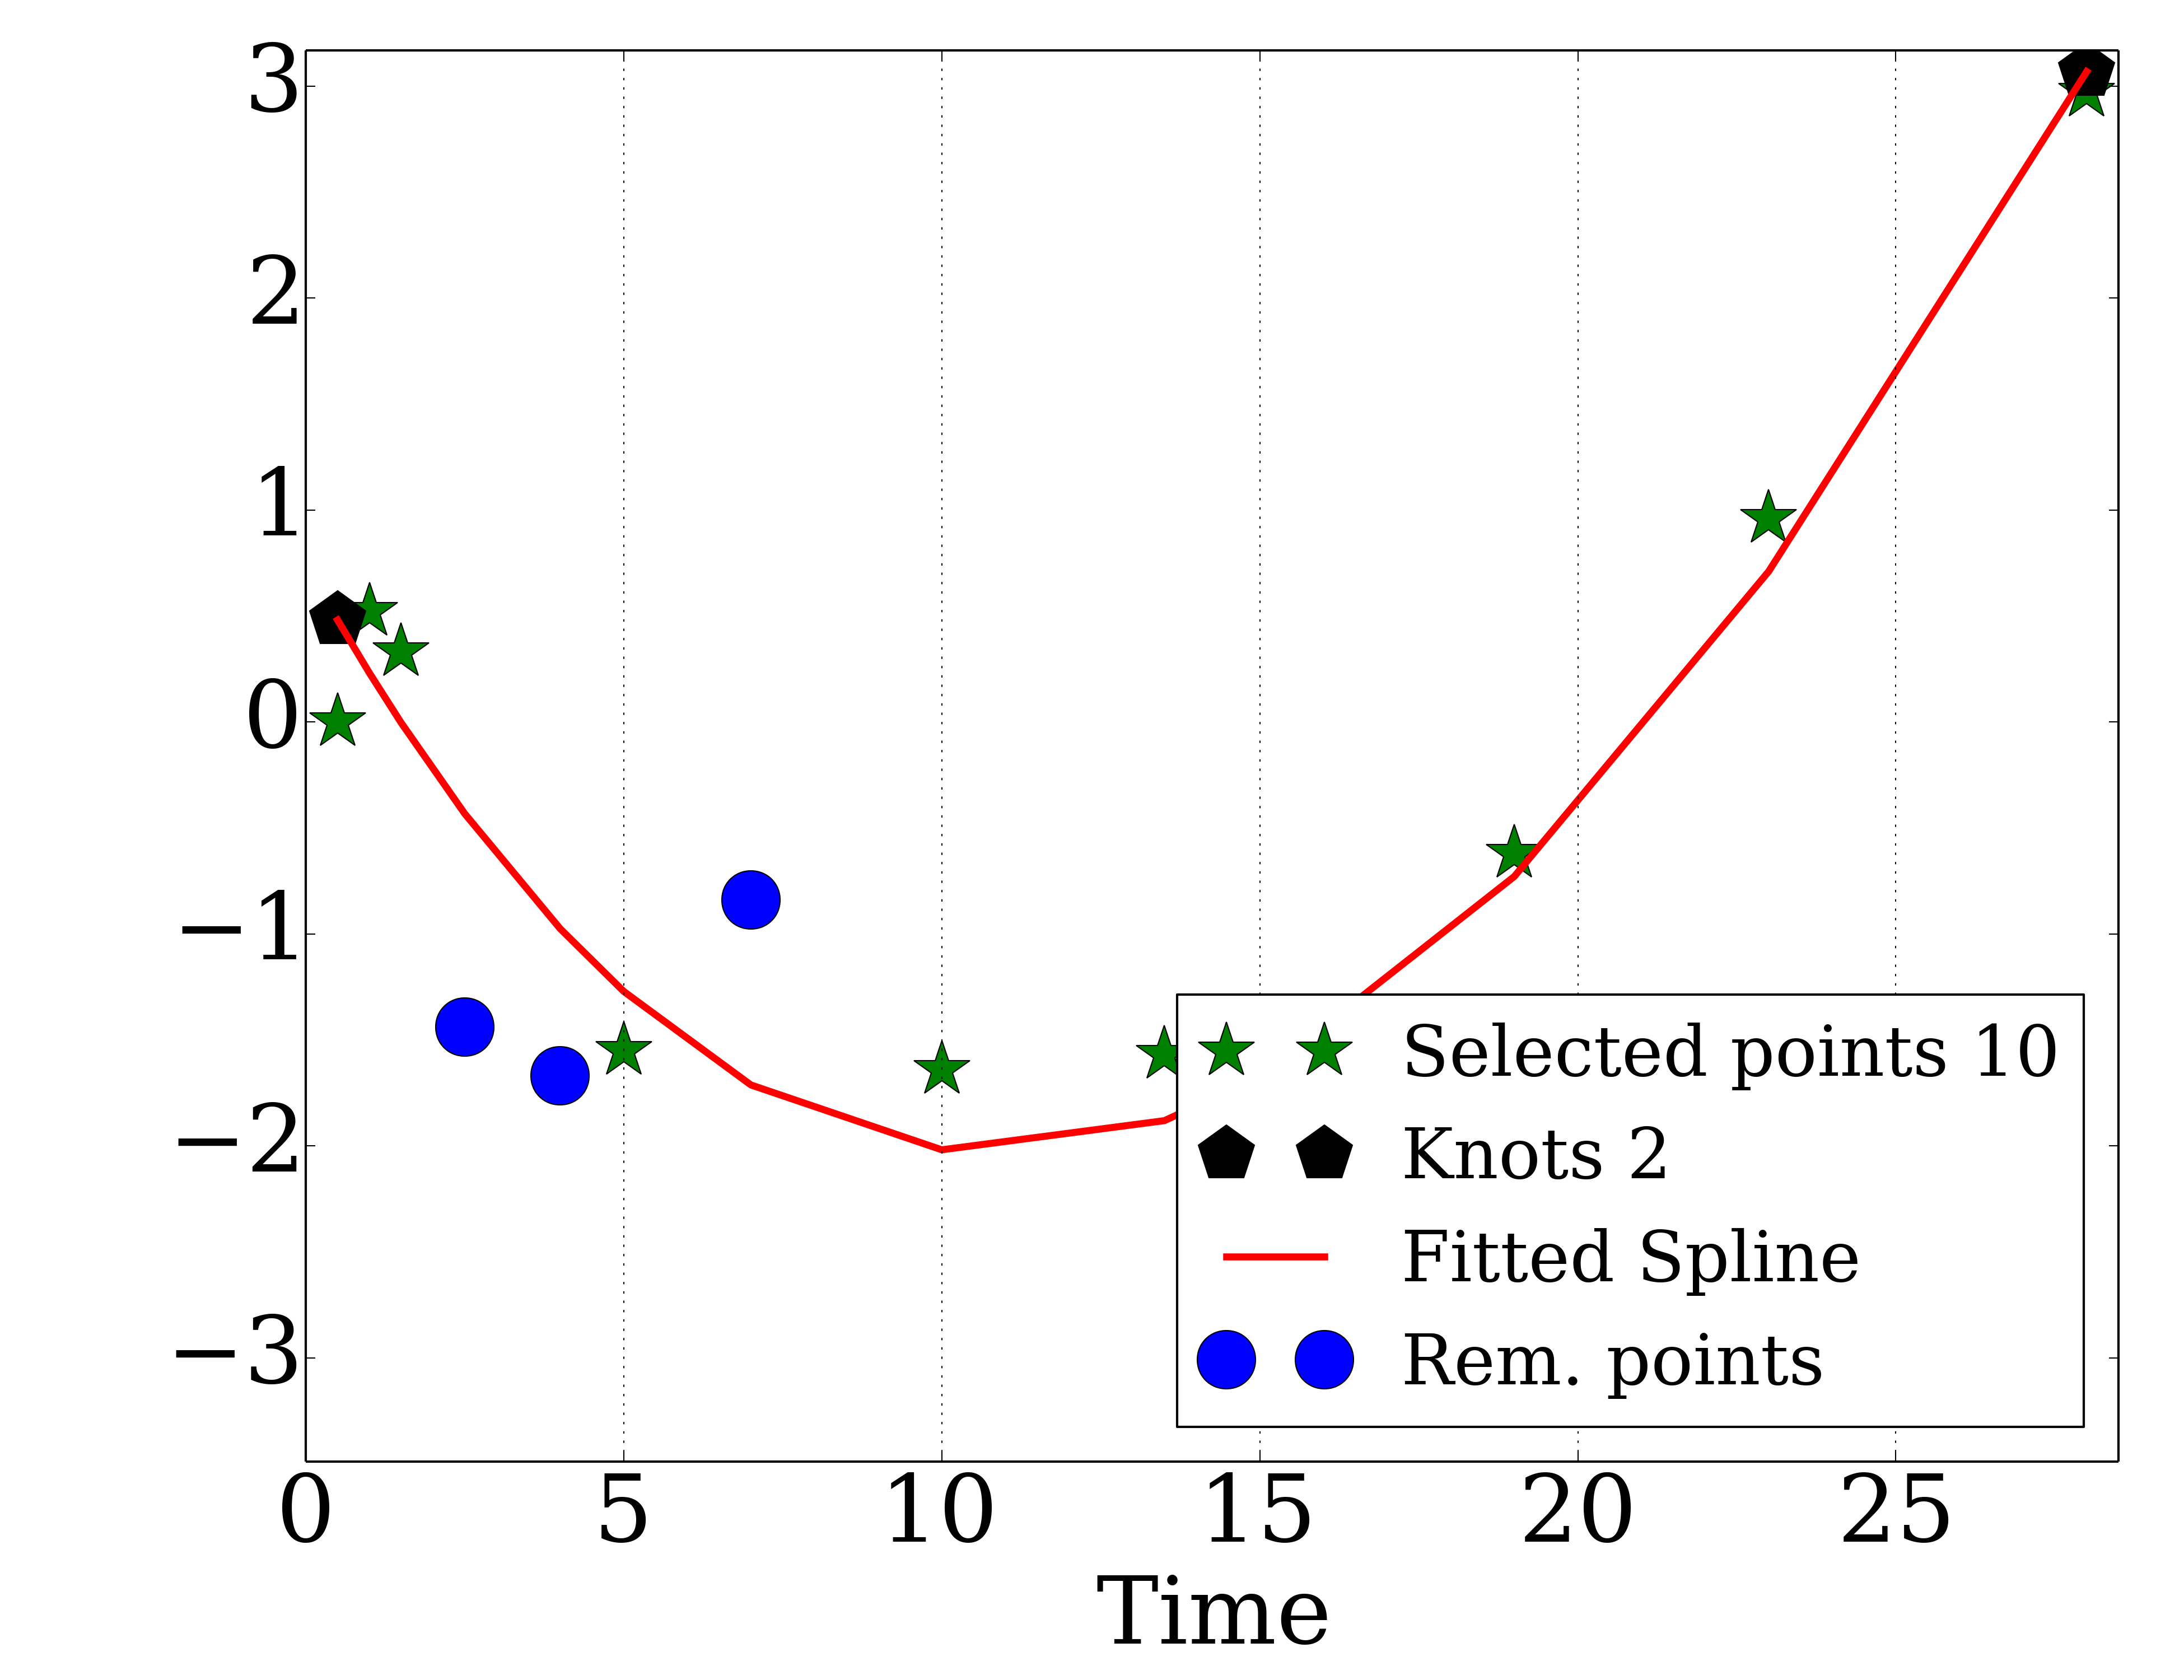 3
2
1
0
−1
−2
−3
Selected points 10
Knots 2
Fitted Spline
Rem. points
0 5 10 15 20 25
Time